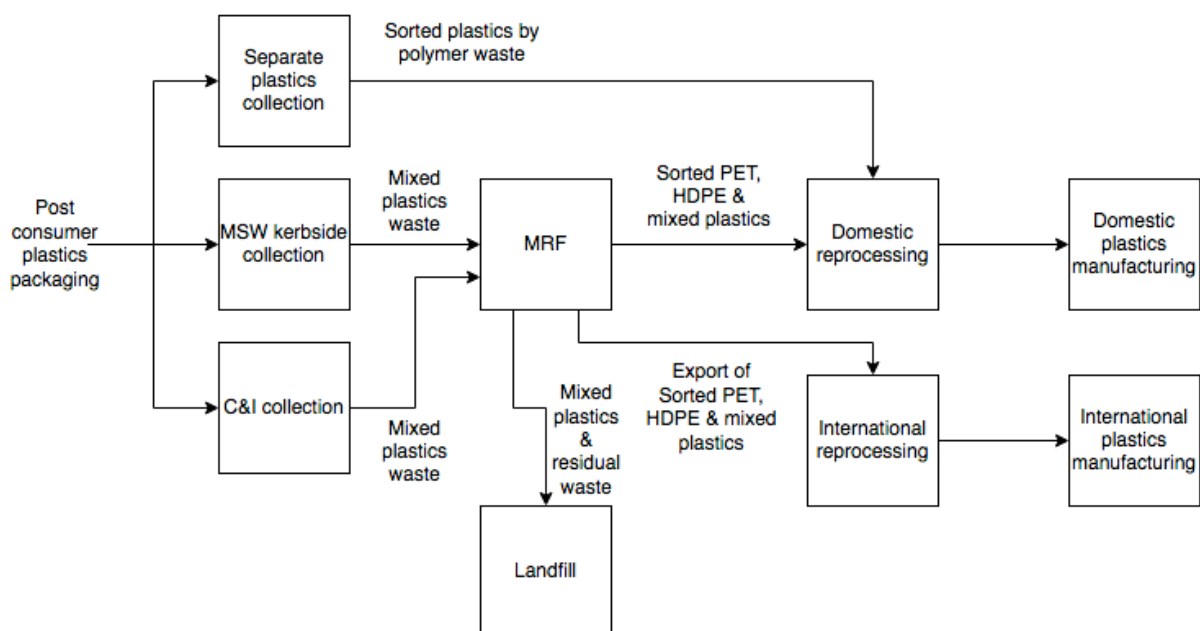 Sorted plastics by
polymer waste
Separate
plastics
collection
Post
consumer
plastics
packaging
MSW kerbside
collection
Mixed
plastics
waste
MRF
Sorted PET,
HDPE &
mixed plastics
Domestic
reprocessing
Domestic
plastics
manufacturing
C&I collection
Mixed
plastics
waste
Mixed
plastics
&
residual
waste
Export of
Sorted PET,
HDPE & mixed
plastics
International
reprocessing
International
plastics
manufacturing
Landfill